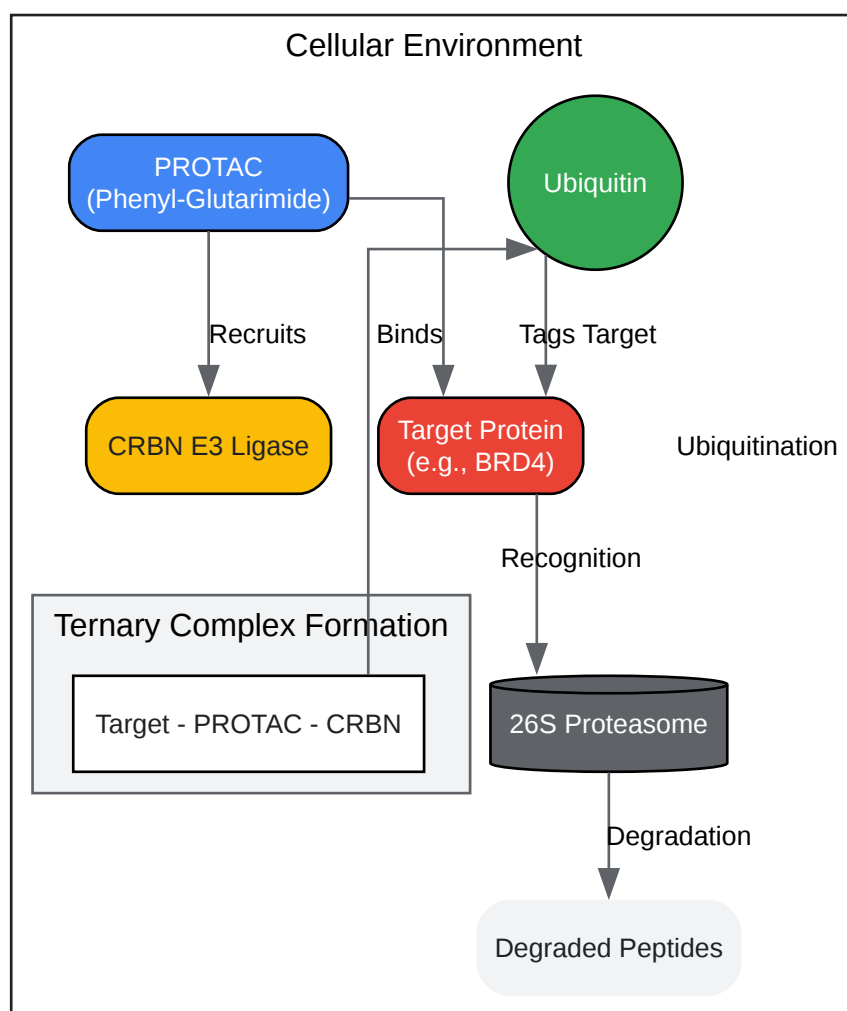 Cellular Environment
PROTAC
(Phenyl-Glutarimide)
Ubiquitin
Recruits
Binds
Tags Target
CRBN E3 Ligase
Target Protein
(e.g., BRD4)
Ubiquitination
Recognition
Ternary Complex Formation
Target - PROTAC - CRBN
26S Proteasome
Degradation
Degraded Peptides